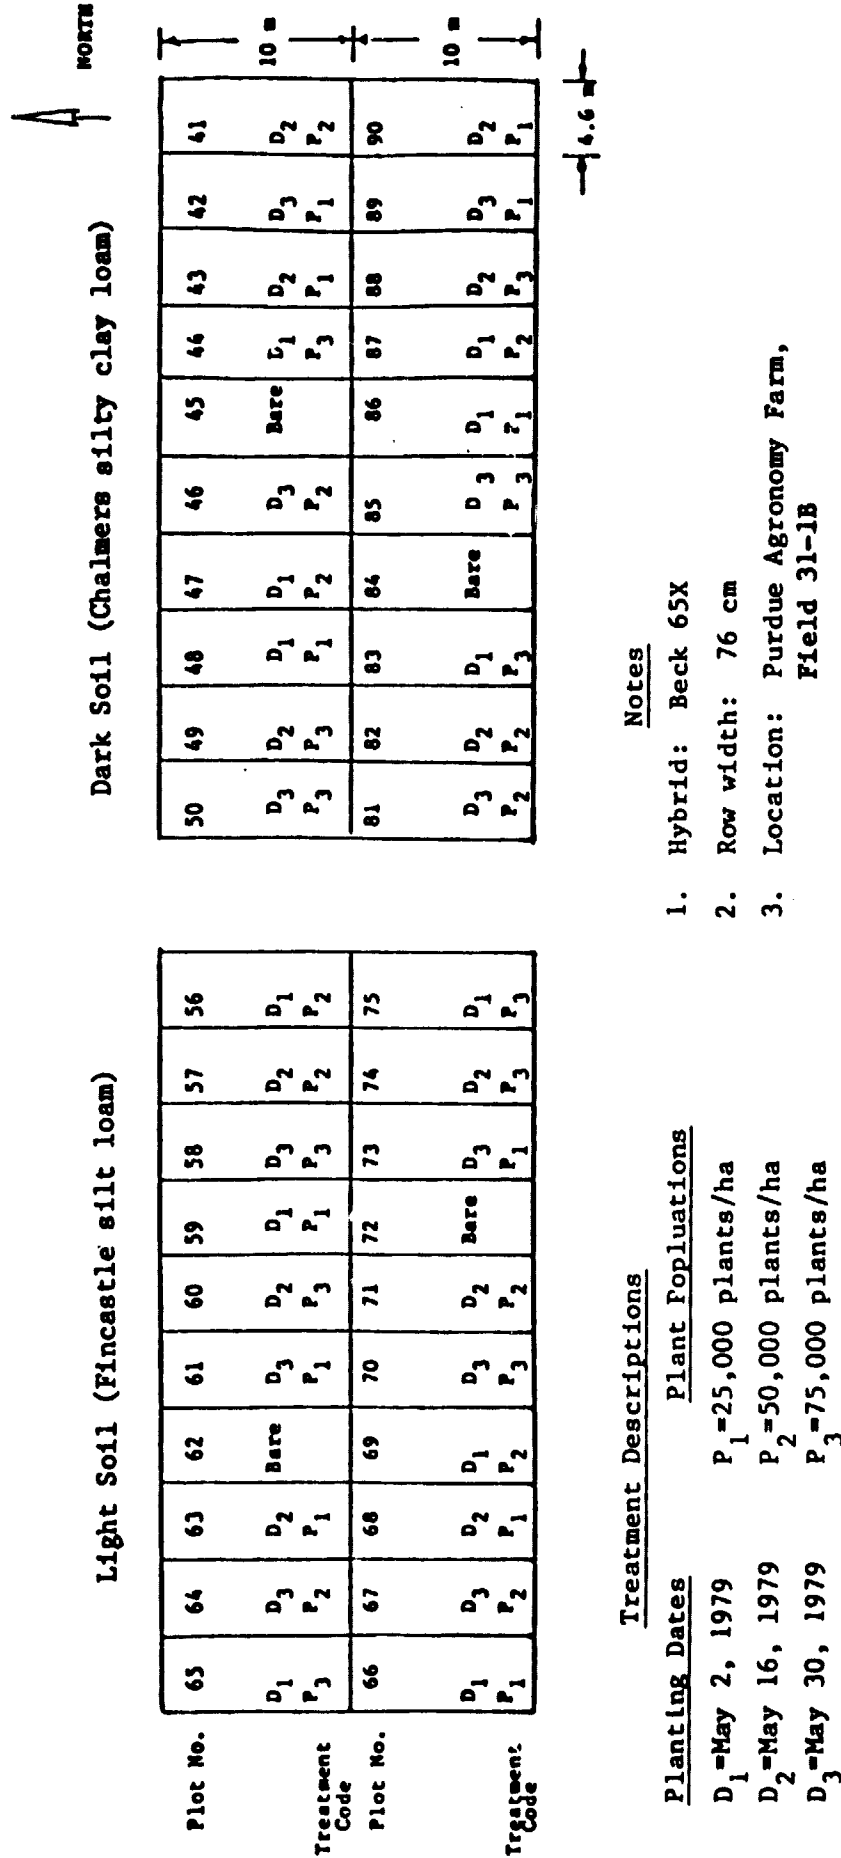 NORTH
Light Soil (Fincastle silt loam)
Dark Soil (Chalmers silty clay loam)
Plot No.
65 64 63 62 61 60 59 58 57 56
50 49 48 47 46 45 44 43 42 41
Treatment
Code
D1 D3 D2 Bare D3 D2 D1 D3 D2 D1
P3 P2 P1 P1 P3 P1 P3 P2 P2
D3 D2 D1 D1 D3 Bare D1 D2 D3 D2
P3 P3 P1 P2 P2 P3 P1 P1 P2
10 m
Plot No.
66 67 68 69 70 71 72 73 74 75
81 82 83 84 85 86 87 88 89 90
Treatment
Code
D1 D3 D2 D1 D3 D2 Bare D3 D2 D1
P1 P2 P1 P2 P3 P2 P1 P3 P3
D3 D2 D1 Bare D3 D1 D1 D2 D3 D2
P2 P2 P3 P3 P1 P2 P3 P1 P1
10 m
4.6 m
Treatment Descriptions
Planting Dates
D1=May 2, 1979
D2=May 16, 1979
D3=May 30, 1979
Plant Popluations
P1=25,000 plants/ha
P2=50,000 plants/ha
P3=75,000 plants/ha
Notes
1. Hybrid: Beck 65X
2. Row width: 76 cm
3. Location: Purdue Agronomy Farm,
Field 31-1B